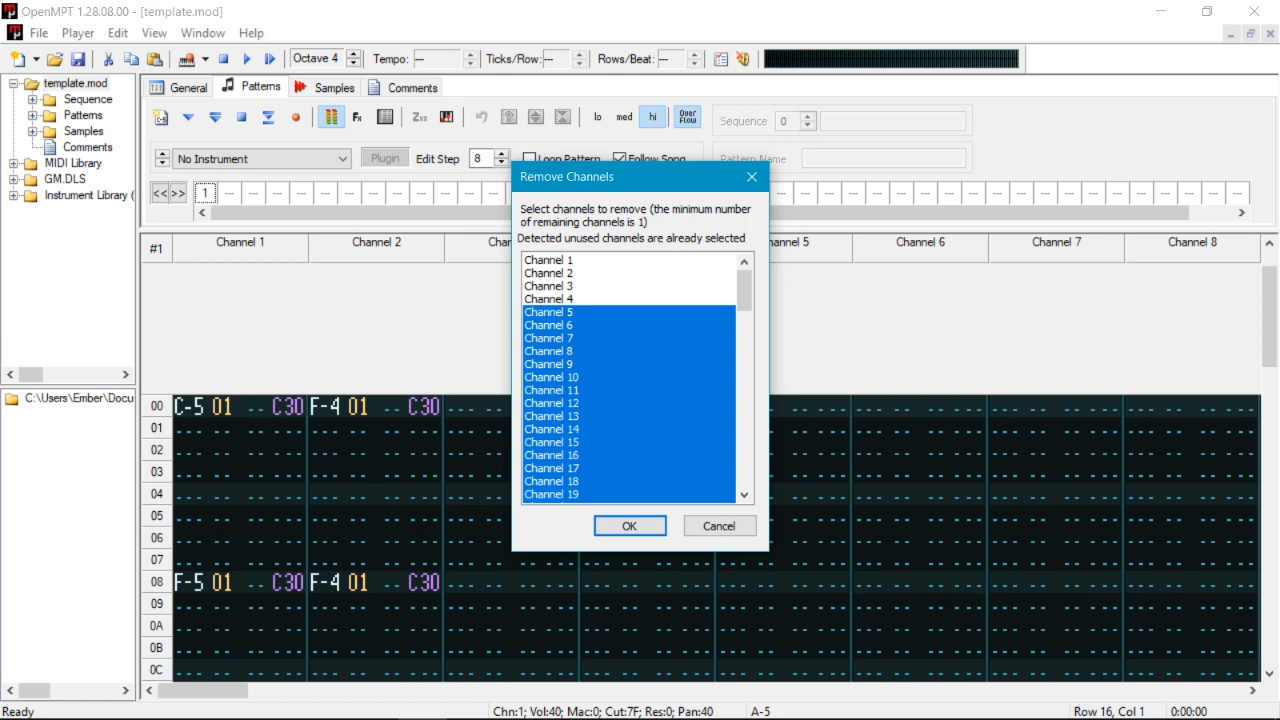 OpenMPT 1.28.08.00 - [template.mod]
File Player Edit View Window Help
Octave 4 Tempo: --- Ticks/Row: --- Rows/Beat: ---
template.mod
Sequence
Patterns
Samples
Comments
MIDI Library
GM.DLS
Instrument Library (
C:\Users\Ember\Docu
General Patterns Samples Comments
Fx Zxx lo med hi Over Flow Sequence 0
No Instrument Plugin Edit Step 8 Loop Pattern Follow Song Pattern Name
<< >> 1 --- --- --- --- --- --- --- --- --- --- --- --- --- --- --- --- --- --- --- --- --- --- --- --- --- --- --- --- --- --- ---
#1 Channel 1 Channel 2 Chan annel 5 Channel 6 Channel 7 Channel 8
00 C-5 01 -- C30 F-4 01 -- C30
01
02
03
04
05
06
07
08 F-5 01 -- C30 F-4 01 -- C30
09
0A
0B
0C
Remove Channels
Select channels to remove (the minimum number
of remaining channels is 1)
Detected unused channels are already selected
Channel 1
Channel 2
Channel 3
Channel 4
Channel 5
Channel 6
Channel 7
Channel 8
Channel 9
Channel 10
Channel 11
Channel 12
Channel 13
Channel 14
Channel 15
Channel 16
Channel 17
Channel 18
Channel 19
OK Cancel
Ready Chn:1; Vol:40; Mac:0; Cut:7F; Res:0; Pan:40 A-5 Row 16, Col 1 0:00:00